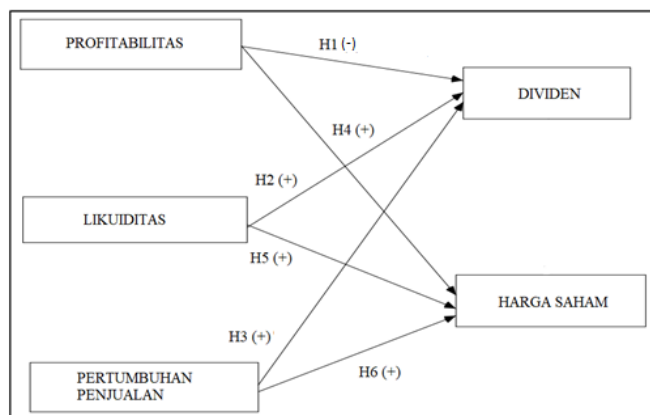 PROFITABILITAS
H1 (-)
DIVIDEN
H4 (+)
H2 (+)
LIKUIDITAS
H5 (+)
HARGA SAHAM
H3 (+)
H6 (+)
PERTUMBUHAN
PENJUALAN